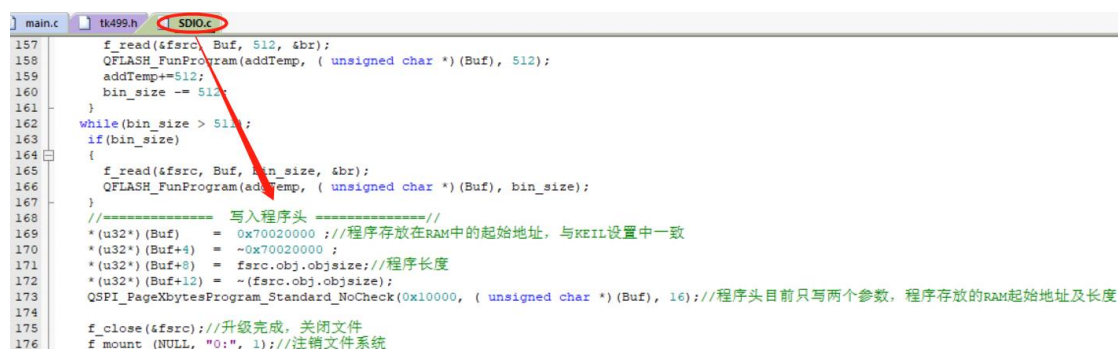 main.c tk499.h SDIO.c
157 f_read(&fsrc, Buf, 512, &br);
158 QFLASH_FunProgram(addTemp, ( unsigned char *)(Buf), 512);
159 addTemp+=512;
160 bin_size -= 512;
161 }
162 while(bin_size > 511);
163 if(bin_size)
164 {
165 f_read(&fsrc, Buf, bin_size, &br);
166 QFLASH_FunProgram(addTemp, ( unsigned char *)(Buf), bin_size);
167 }
168 //============== 写入程序头 ==============//
169 *(u32*)(Buf) = 0x70020000 ;//程序存放在RAM中的起始地址，与KEIL设置中一致
170 *(u32*)(Buf+4) = ~0x70020000 ;
171 *(u32*)(Buf+8) = fsrc.obj.objsize;//程序长度
172 *(u32*)(Buf+12) = ~(fsrc.obj.objsize);
173 QSPI_PageXbytesProgram_Standard_NoCheck(0x10000, ( unsigned char *)(Buf), 16);//程序头目前只写两个参数，程序存放的RAM起始地址及长度
174
175 f_close(&fsrc);//升级完成，关闭文件
176 f_mount (NULL, "0:", 1);//注销文件系统